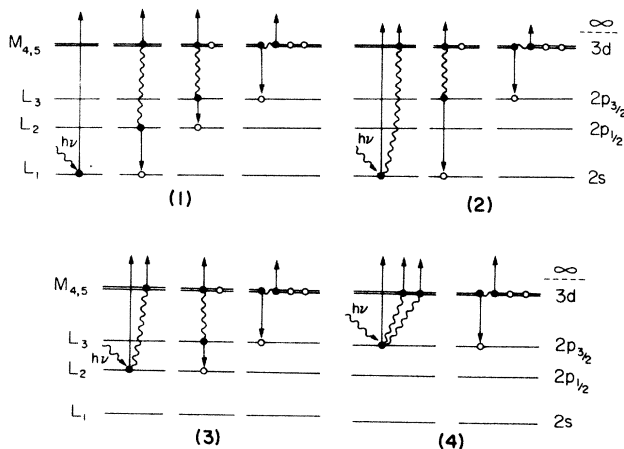 ∞
M4,5 3d
L3 2p3/2
L2 2p1/2
hν hν
L1 2s
(1) (2)
∞
M4,5 3d
hν
L3 2p3/2
hν
L2 2p1/2
L1 2s
(3) (4)